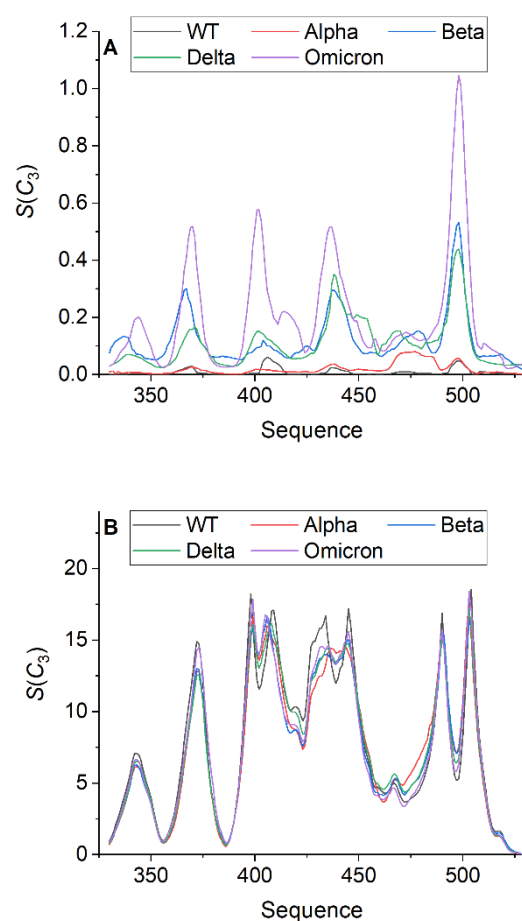 A
WT Alpha Beta
Delta Omicron
1.2
1.0
0.8
0.6
0.4
0.2
0.0
S(C₃)
350 400 450 500
Sequence
B
WT Alpha Beta
Delta Omicron
20
15
10
5
0
S(C₃)
350 400 450 500
Sequence